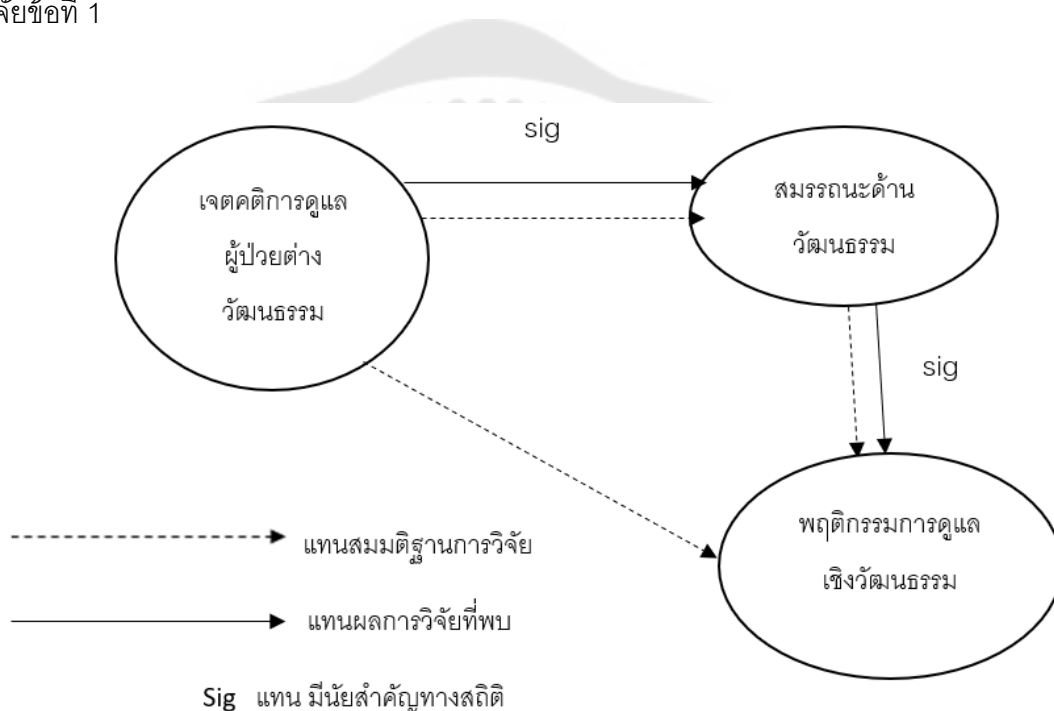 จัยข้อที่ 1
sig
เจตคติการดูแล
ผู้ป่วยต่าง
วัฒนธรรม
สมรรถนะด้าน
วัฒนธรรม
sig
พฤติกรรมการดูแล
เชิงวัฒนธรรม
แทนสมมติฐานการวิจัย
แทนผลการวิจัยที่พบ
Sig แทน มีนัยสำคัญทางสถิติ